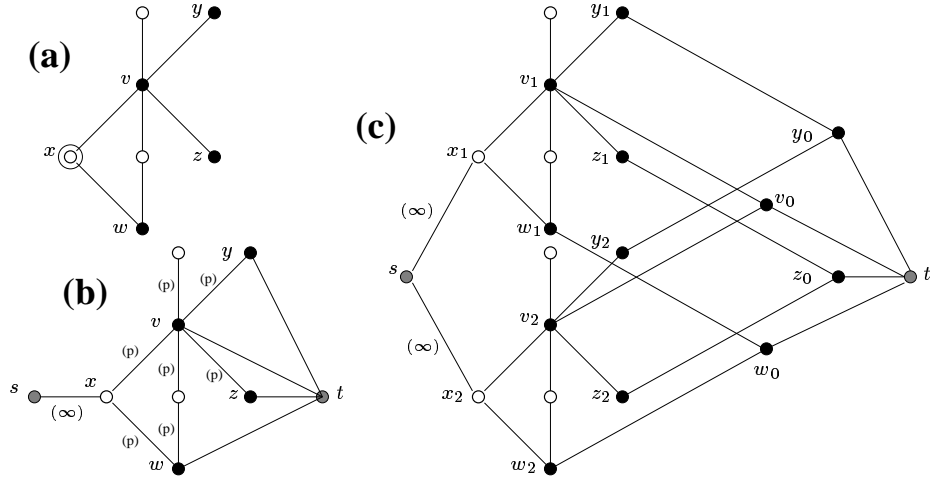 (a)
y
v
x
z
w
(b)
y
(p)
(p)
v
(p)
(p)
(p)
s
x
z
t
(∞)
(p)
(p)
w
(c)
y₁
v₁
y₀
x₁
z₁
(∞)
v₀
w₁
y₂
s
z₀
t
v₂
(∞)
w₀
x₂
z₂
w₂